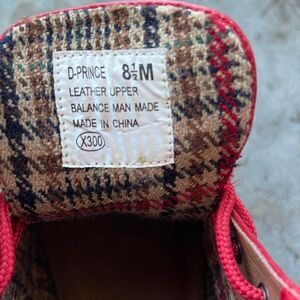 D-PRINCE 8½M
LEATHER UPPER
BALANCE MAN MADE
MADE IN CHINA
X300